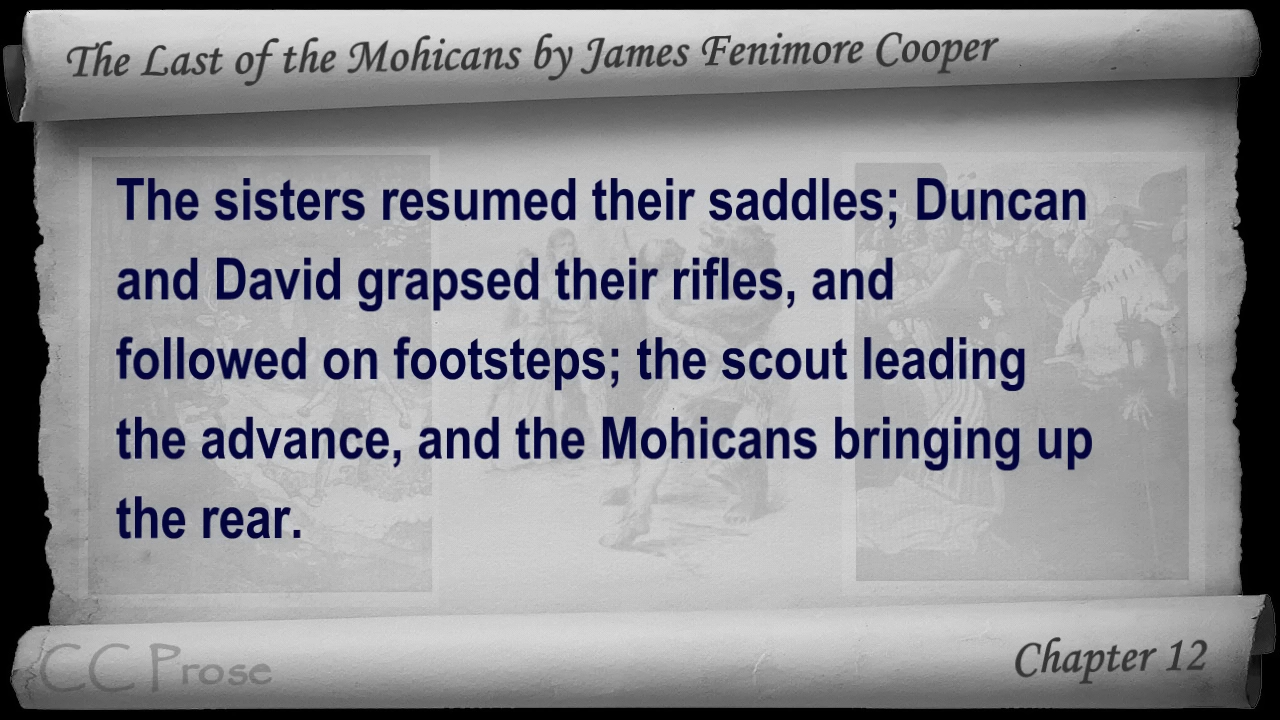 The Last of the Mohicans by James Fenimore Cooper
The sisters resumed their saddles; Duncan
and David grapsed their rifles, and
followed on footsteps; the scout leading
the advance, and the Mohicans bringing up
the rear.
CC Prose
Chapter 12